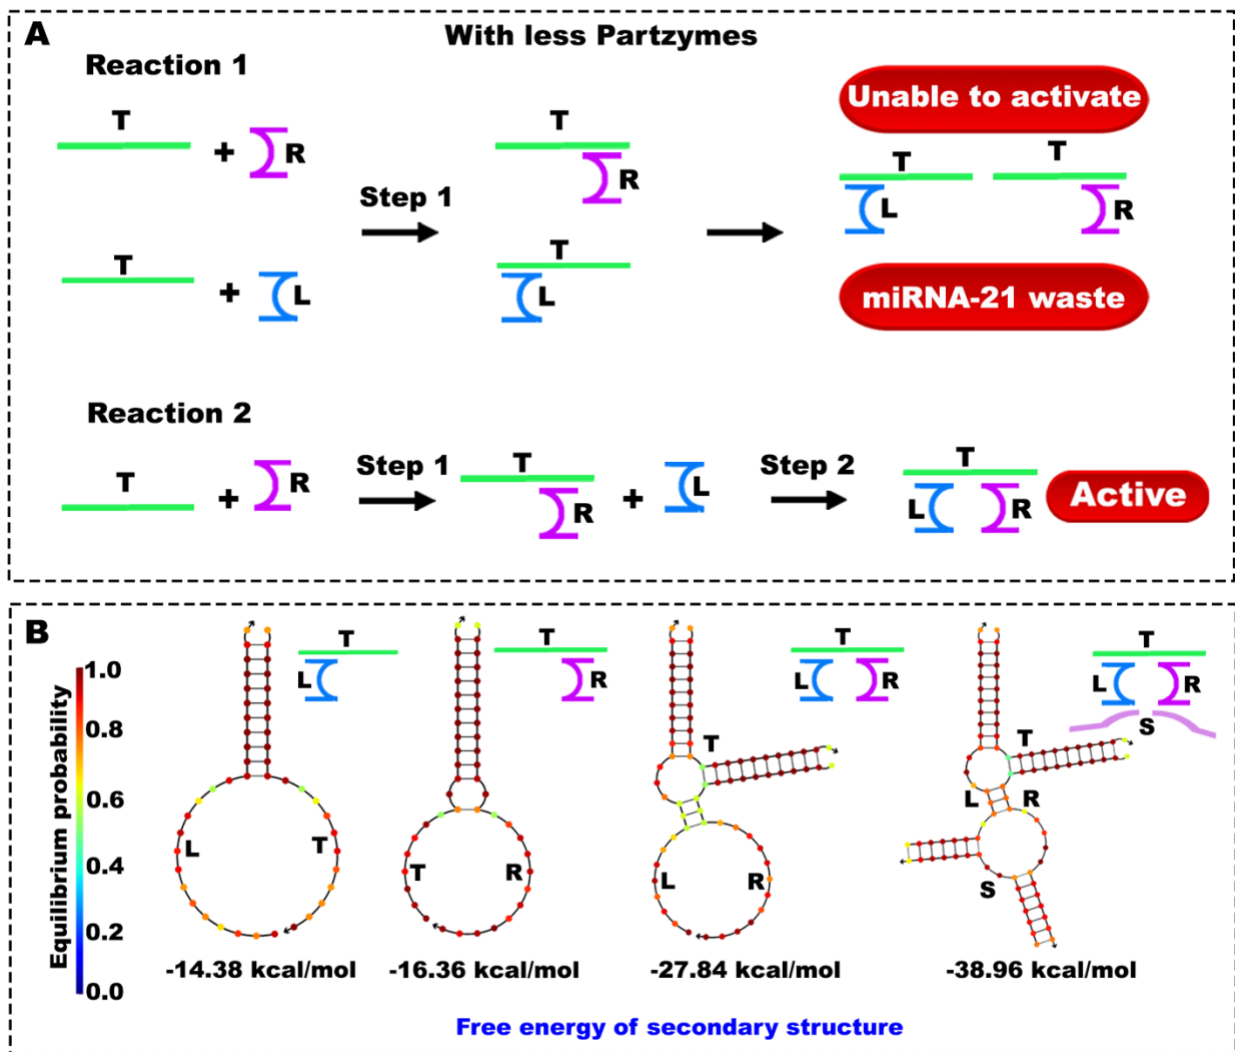 A
With less Partzymes
Reaction 1
T
+
R
Step 1
T
R
Unable to activate
T
L
T
R
T
+
L
T
L
miRNA-21 waste
Reaction 2
T
+
R
Step 1
T
R
+
L
Step 2
T
L
R
Active
B
Equilibrium probability
1.0
0.8
0.6
0.4
0.2
0.0
T
L
L
T
-14.38 kcal/mol
T
R
T
R
-16.36 kcal/mol
T
L
R
T
L
R
-27.84 kcal/mol
T
L
R
S
T
L
R
S
-38.96 kcal/mol
Free energy of secondary structure